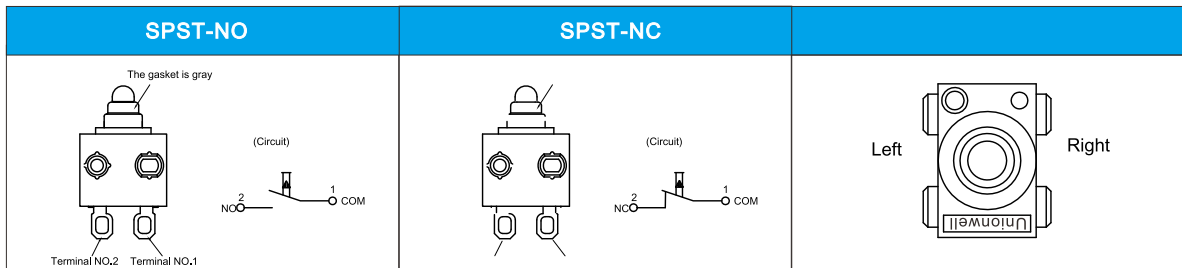 SPST-NO
SPST-NC
The gasket is gray
(Circuit)
2
1
NO
COM
Terminal NO.2
Terminal NO.1
(Circuit)
2
1
NC
COM
Left
Right
Unionwell